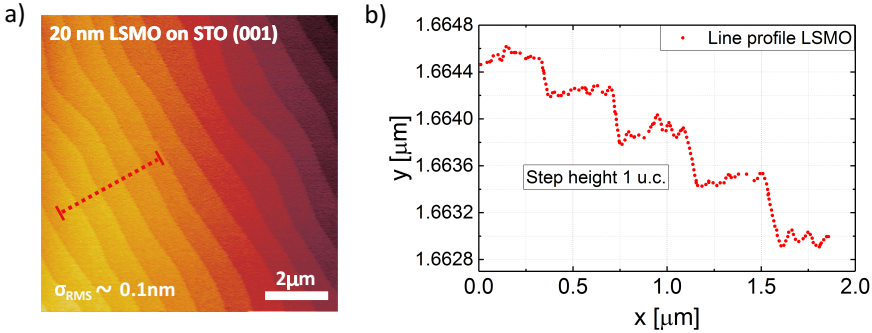 a)
20 nm LSMO on STO (001)
σRMS ~ 0.1nm
2μm
b)
Line profile LSMO
Step height 1 u.c.
y [μm]
1.6648
1.6644
1.6640
1.6636
1.6632
1.6628
0.0 0.5 1.0 1.5 2.0
x [μm]